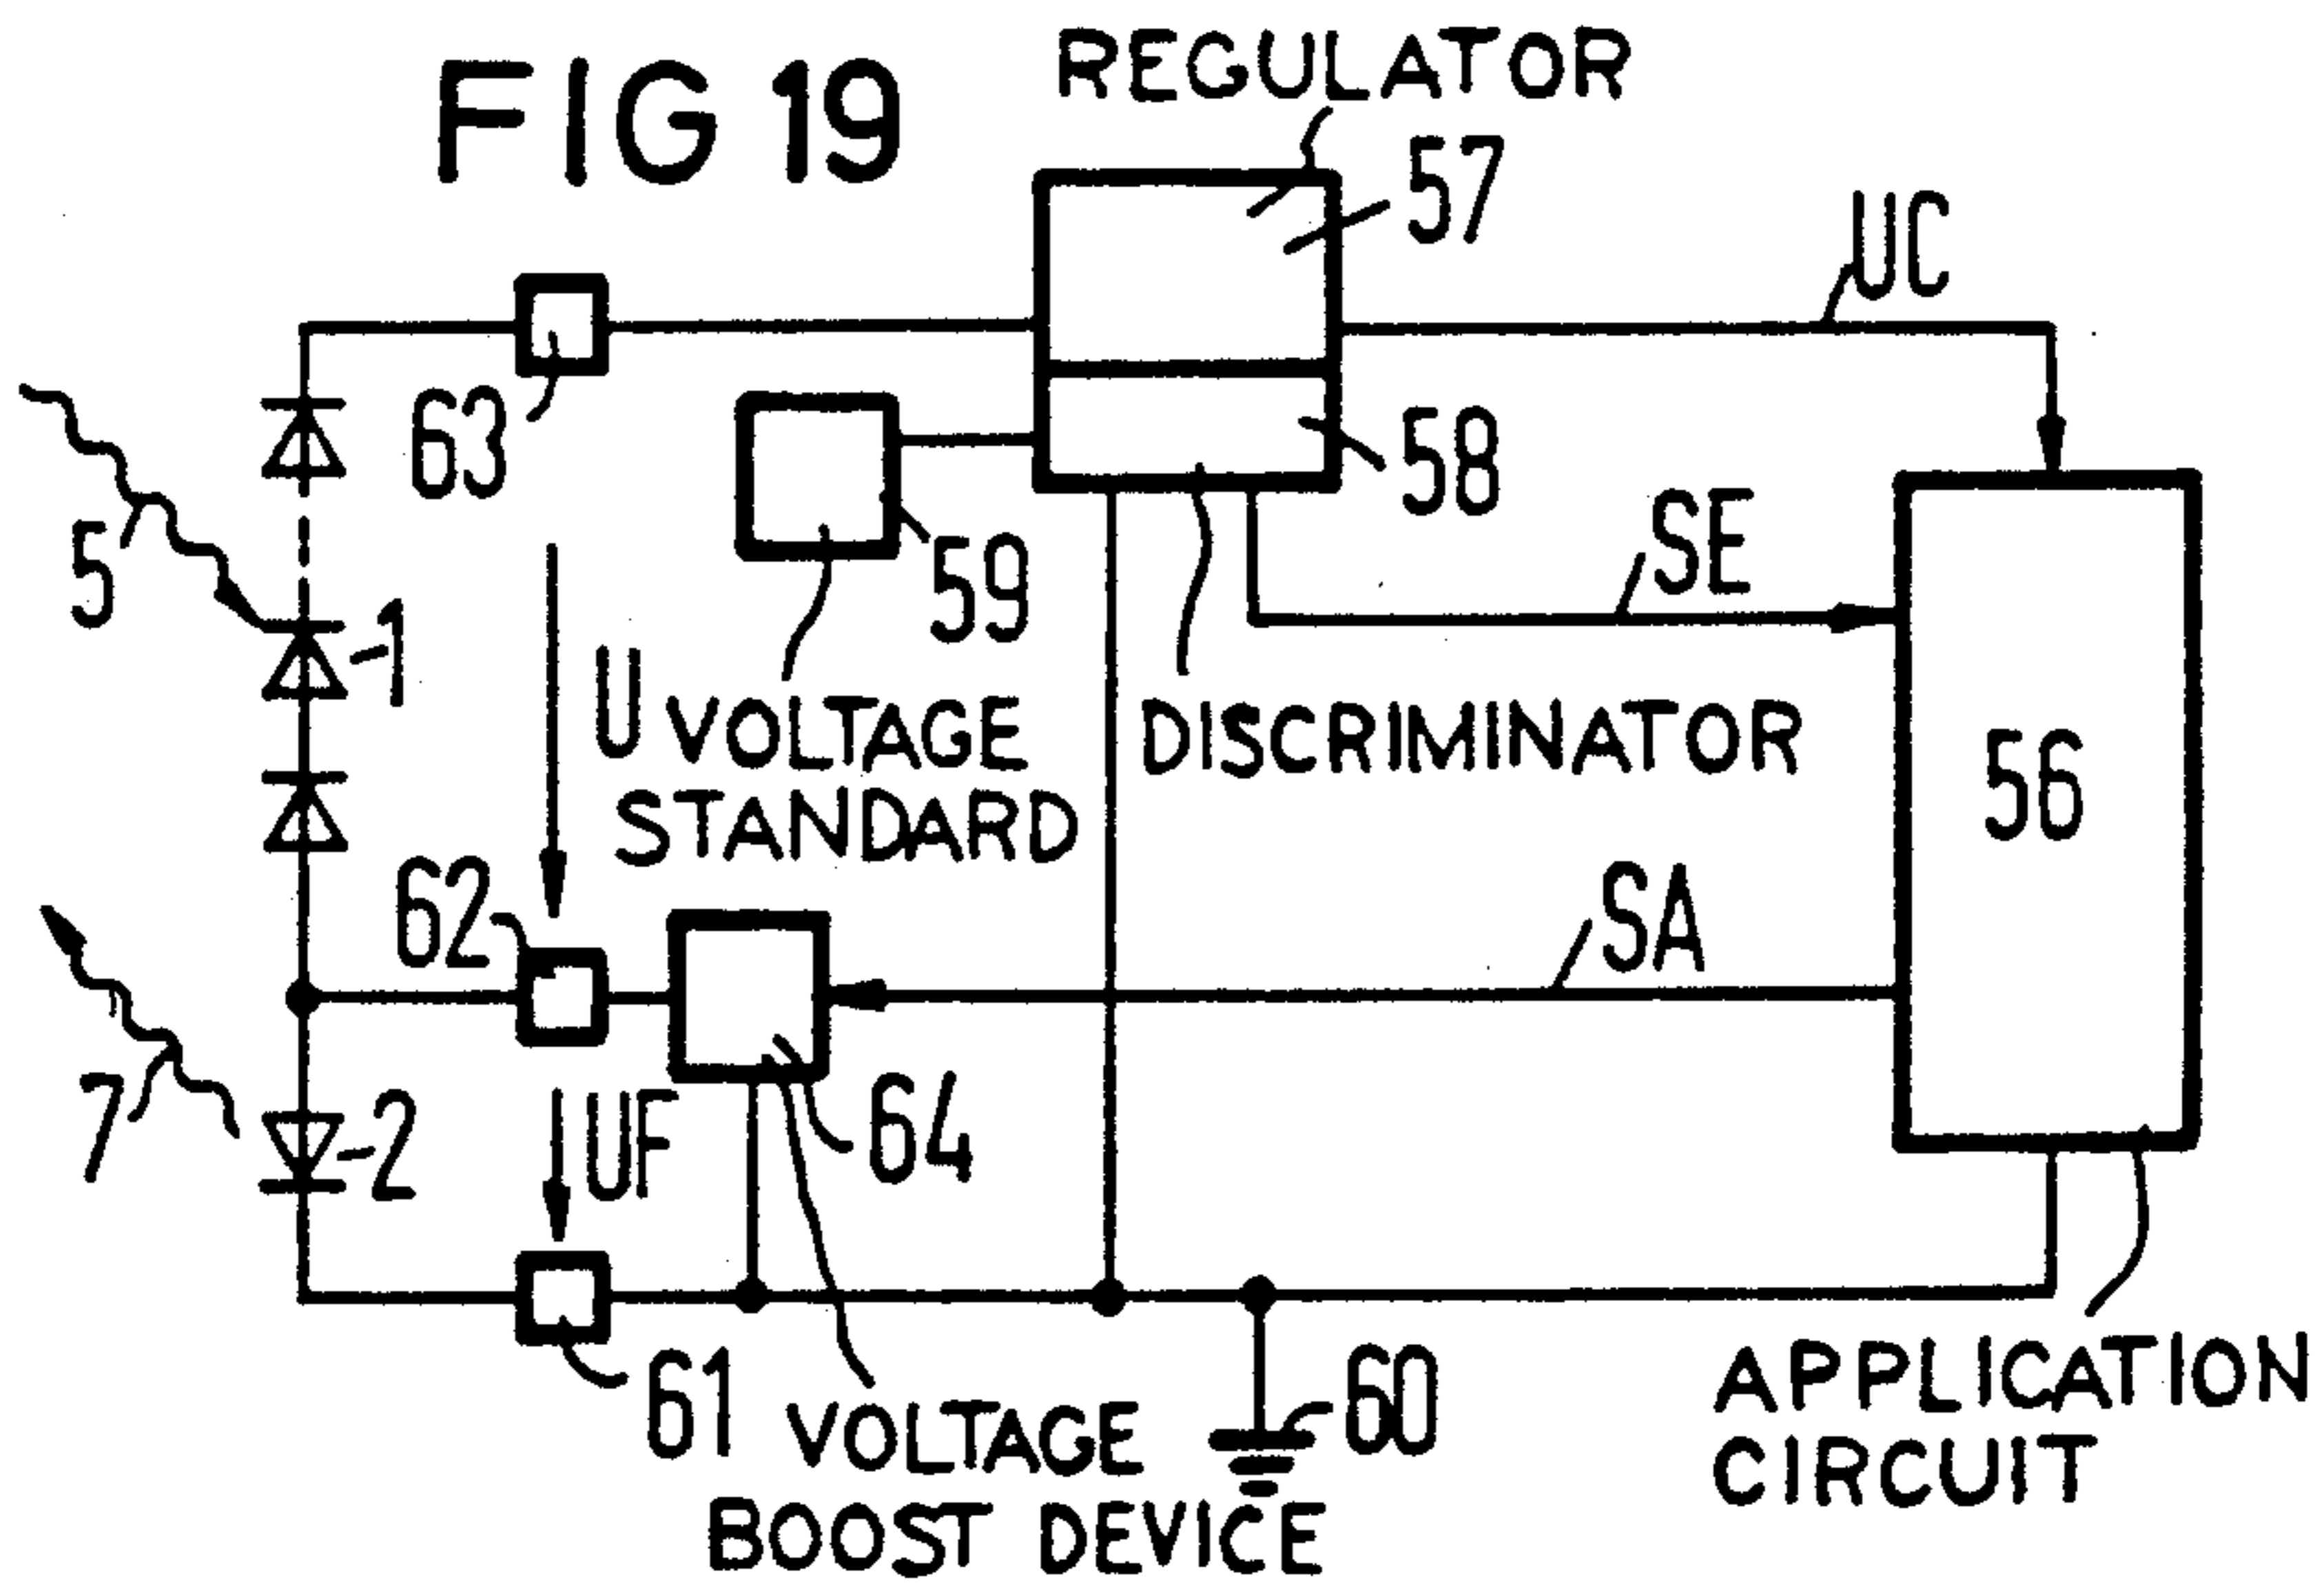 FIG 19
REGULATOR
57
UC
63
58
5
59
SE
1
U
VOLTAGE
STANDARD
DISCRIMINATOR
56
62
SA
7
2
UF
64
61
60
VOLTAGE
BOOST DEVICE
APPLICATION
CIRCUIT